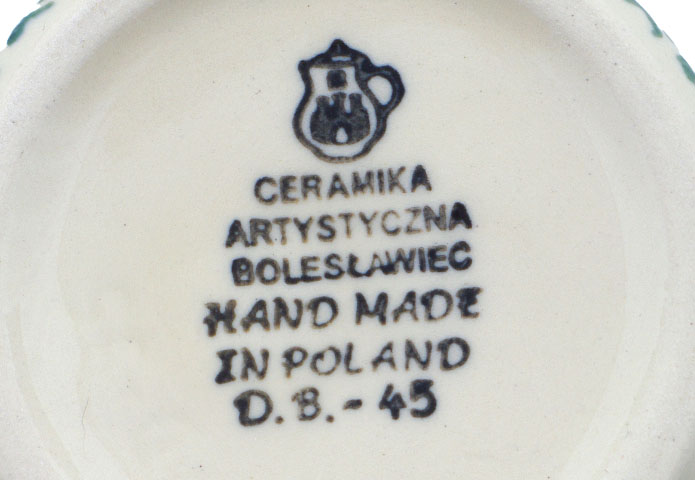 CERAMIKA
ARTYSTYCZNA
BOLESŁAWIEC
HAND MADE
IN POLAND
D.B.-45